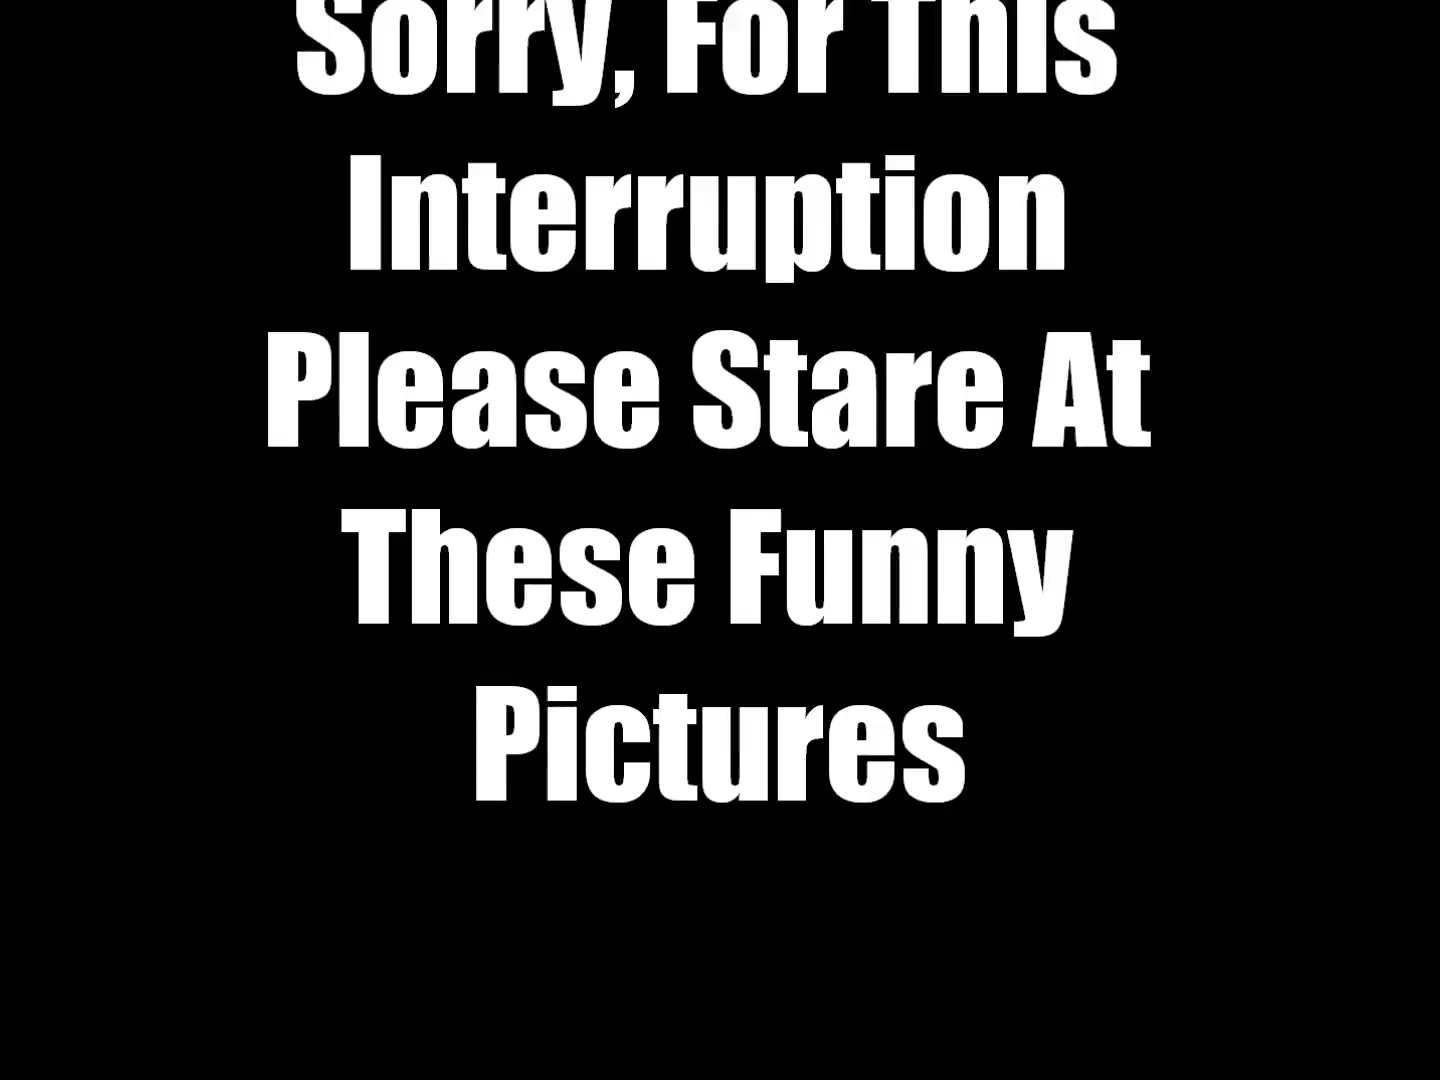 Sorry, For This
Interruption
Please Stare At
These Funny
Pictures